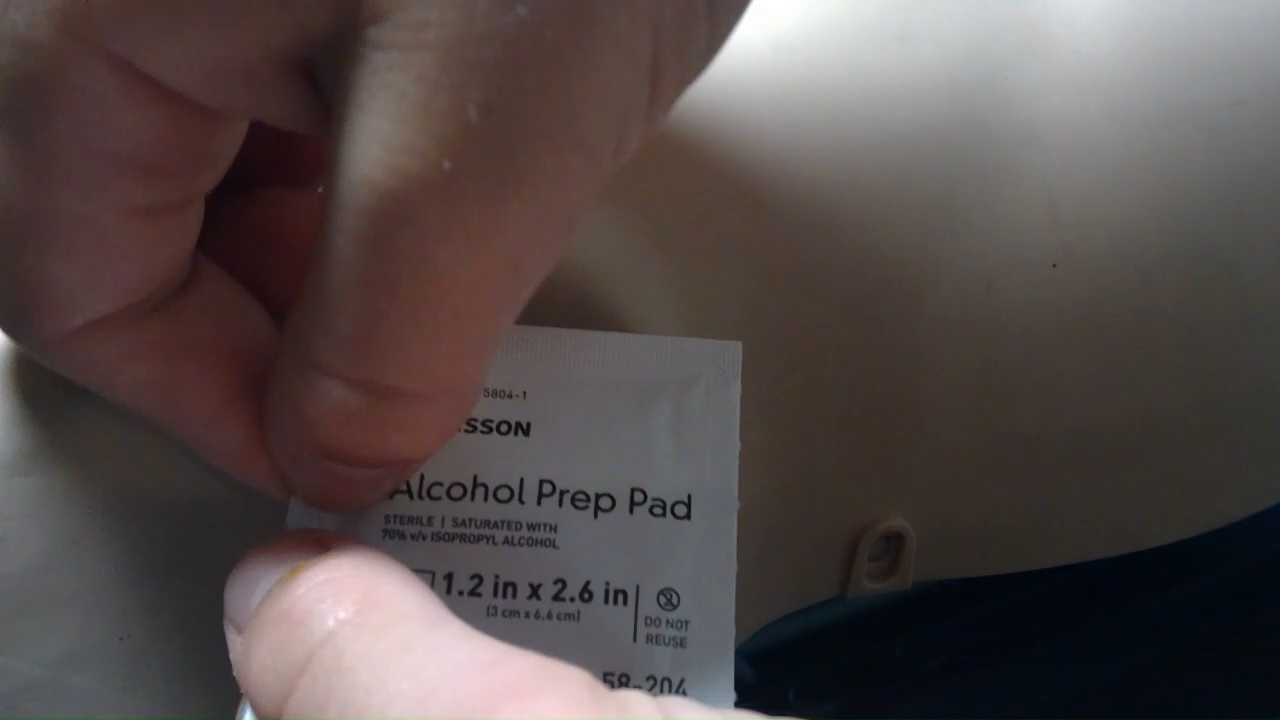 5804-1
SSON
Alcohol Prep Pad
STERILE | SATURATED WITH
70% v/v ISOPROPYL ALCOHOL
1.2 in x 2.6 in
(3 cm x 6.6 cm)
DO NOT
REUSE
58-204